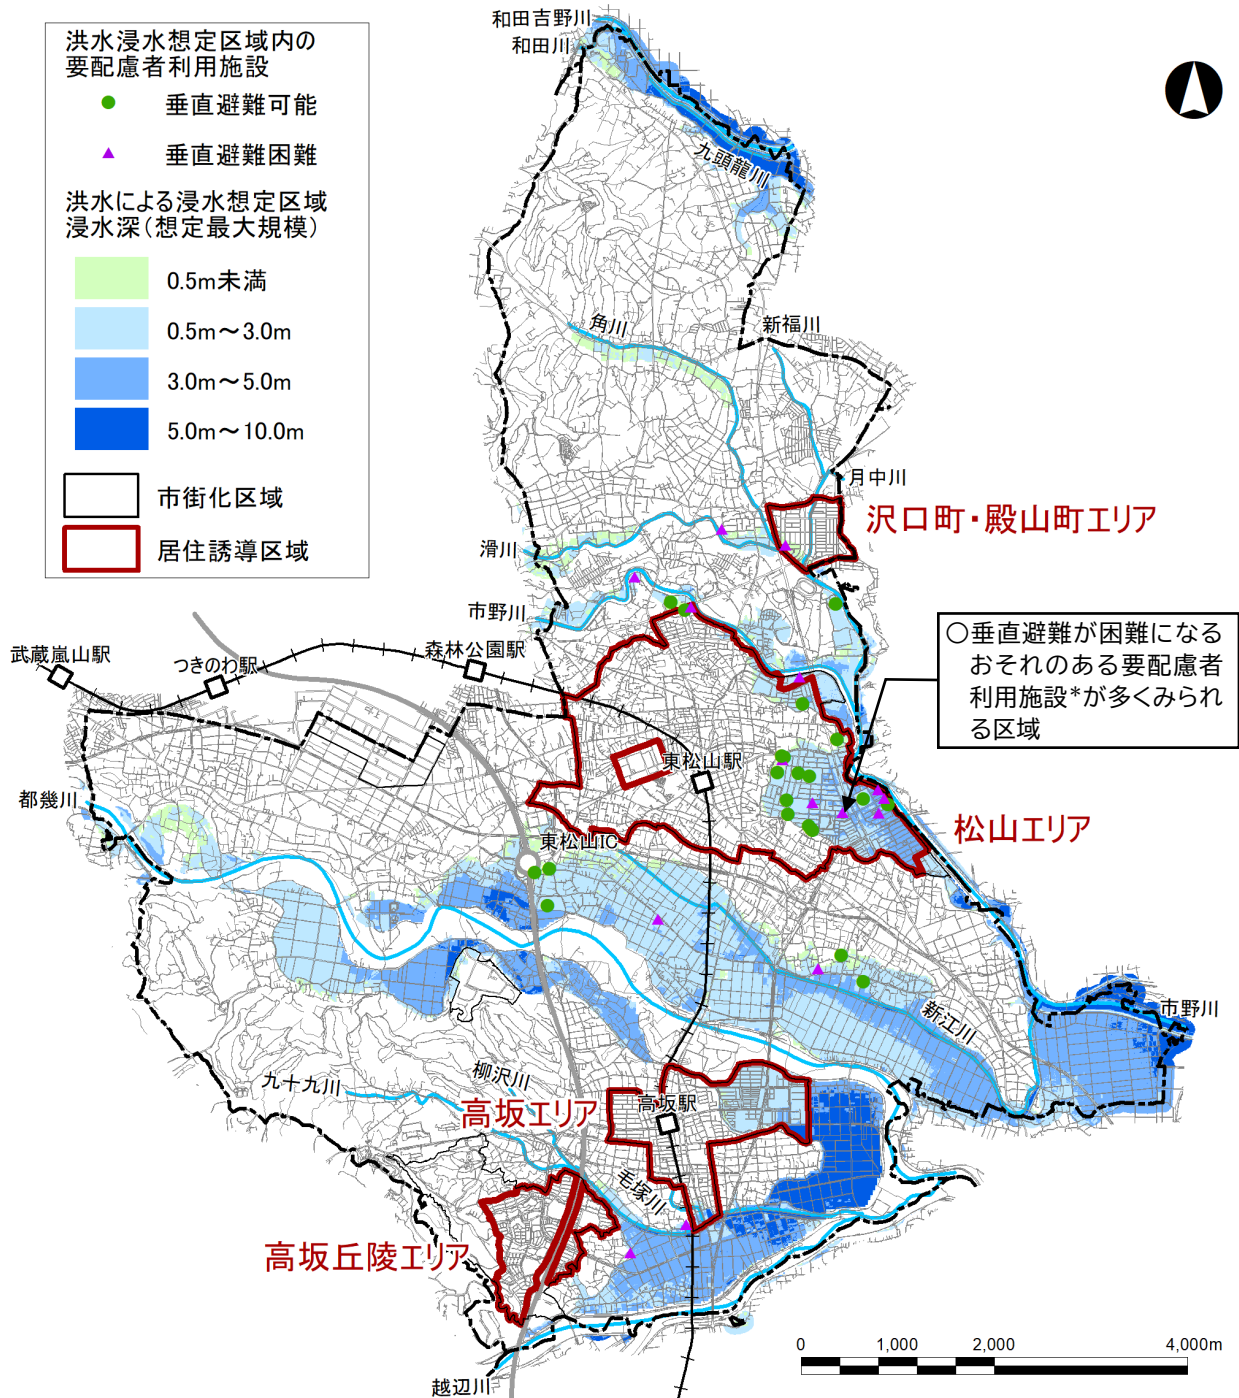 洪水浸水想定区域内の
要配慮者利用施設
垂直避難可能
垂直避難困難
洪水による浸水想定区域
浸水深(想定最大規模)
0.5m未満
0.5m～3.0m
3.0m～5.0m
5.0m～10.0m
市街化区域
居住誘導区域
和田吉野川
和田川
九頭龍川
角川
新福川
月中川
沢口町・殿山町エリア
滑川
市野川
○垂直避難が困難になる
おそれのある要配慮者
利用施設*が多くみられ
る区域
武蔵嵐山駅
つきのわ駅
森林公園駅
東松山駅
都幾川
東松山IC
松山エリア
新江川
市野川
九十九川
柳沢川
高坂エリア
高坂駅
毛塚川
高坂丘陵エリア
越辺川
0 1,000 2,000 4,000m